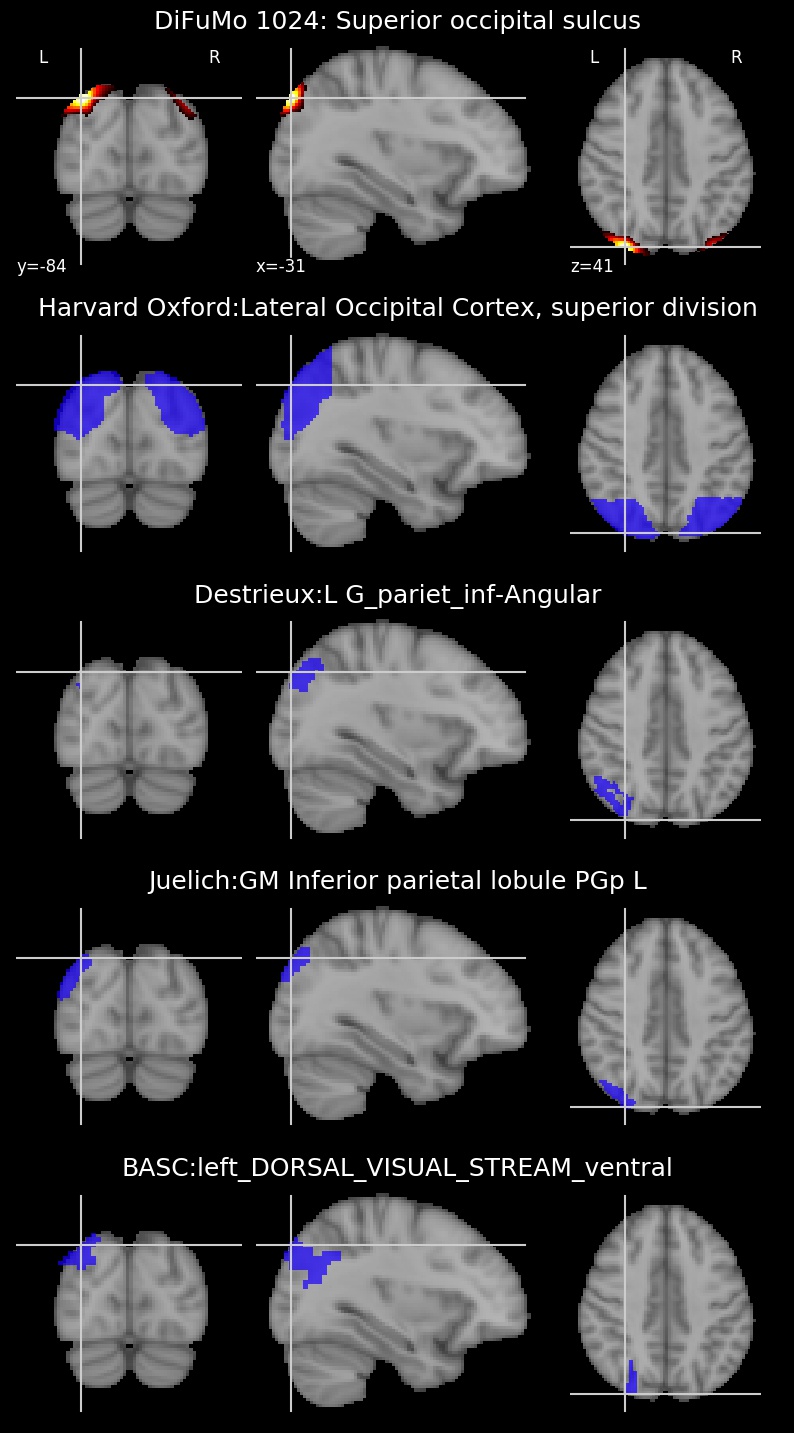 DiFuMo 1024: Superior occipital sulcus
L R L R
y=-84 x=-31 z=41
Harvard Oxford:Lateral Occipital Cortex, superior division
Destrieux:L G_pariet_inf-Angular
Juelich:GM Inferior parietal lobule PGp L
BASC:left_DORSAL_VISUAL_STREAM_ventral